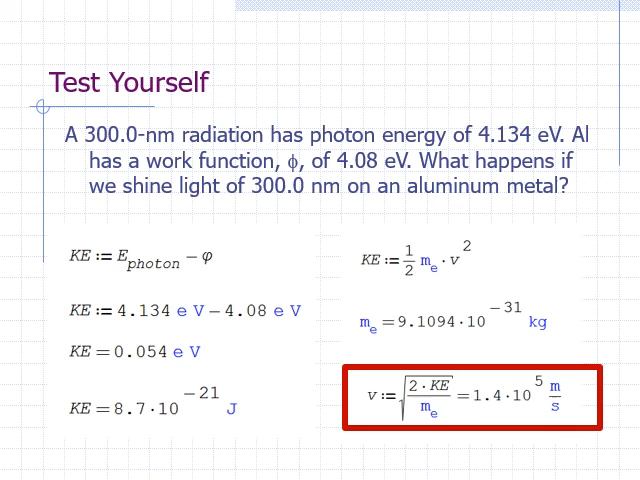 Test Yourself
A 300.0-nm radiation has photon energy of 4.134 eV. Al
has a work function, ϕ, of 4.08 eV. What happens if
we shine light of 300.0 nm on an aluminum metal?
KE := E_photon − φ
KE := 4.134 e V − 4.08 e V
KE = 0.054 e V
KE = 8.7·10^−21 J
KE := 1/2 m_e · v^2
m_e = 9.1094·10^−31 kg
v := √(2·KE/m_e) = 1.4·10^5 m/s